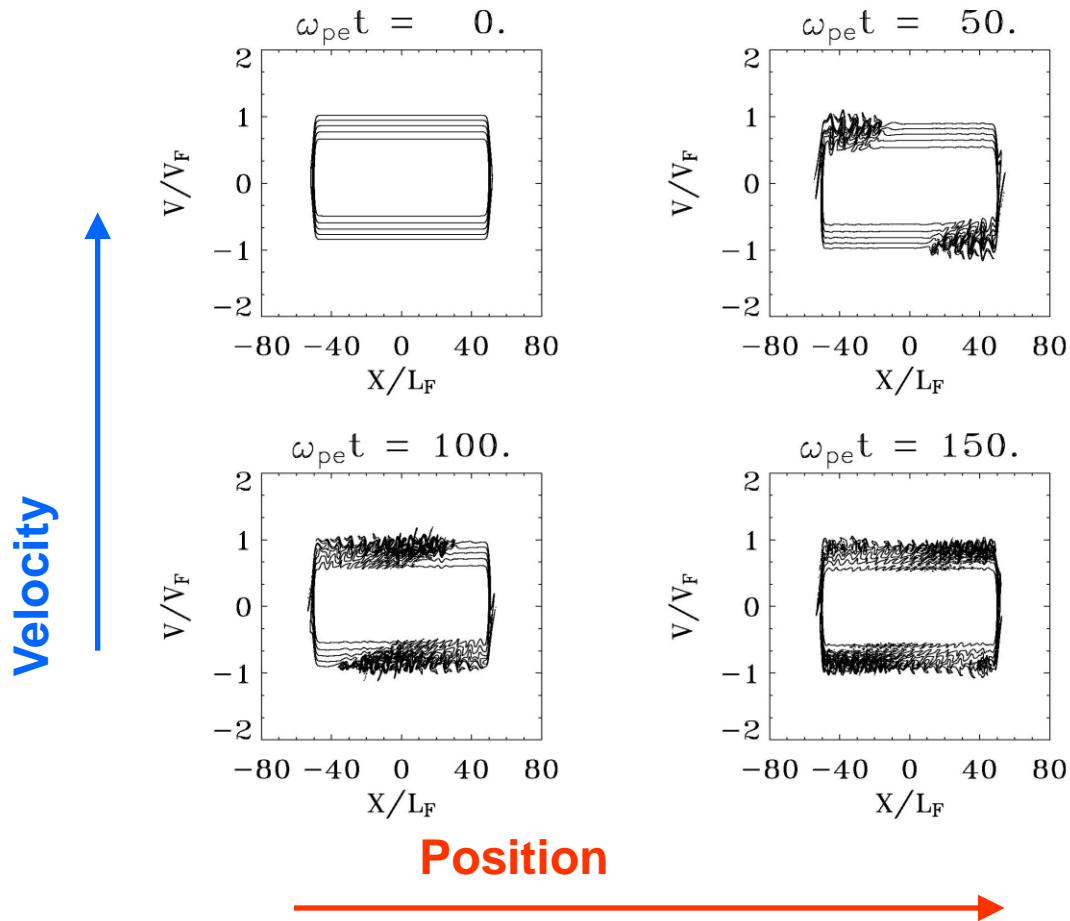 ω_pe t = 0.
2
1
0
−1
−2
V/V_F
−80 −40 0 40 80
X/L_F
ω_pe t = 50.
2
1
0
−1
−2
V/V_F
−80 −40 0 40 80
X/L_F
ω_pe t = 100.
2
1
0
−1
−2
V/V_F
−80 −40 0 40 80
X/L_F
ω_pe t = 150.
2
1
0
−1
−2
V/V_F
−80 −40 0 40 80
X/L_F
Velocity
Position